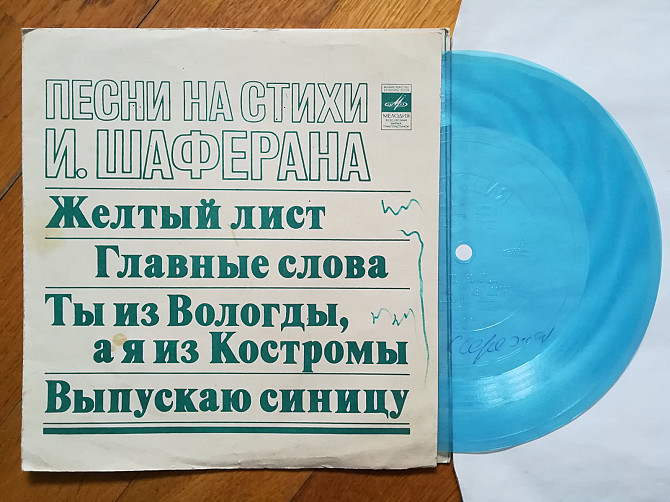 ПЕСНИ НА СТИХИ
И. ШАФЕРАНА
МЕЛОДИЯ
Желтый лист
Главные слова
Ты из Вологды,
а я из Костромы
Выпускаю синицу